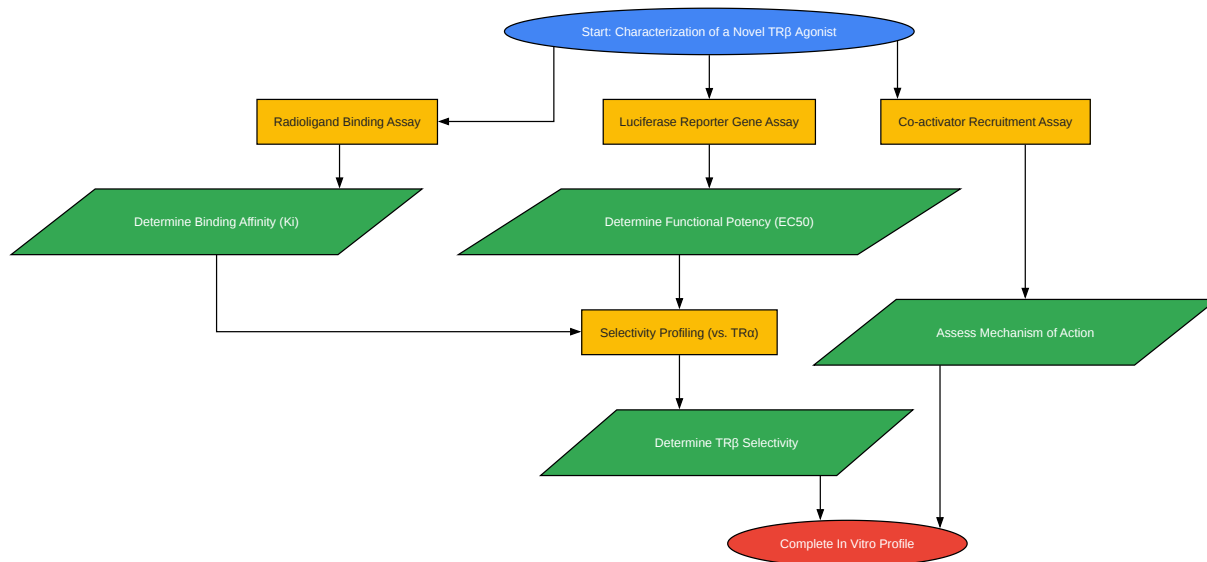 Start: Characterization of a Novel TRβ Agonist
Radioligand Binding Assay
Luciferase Reporter Gene Assay
Co-activator Recruitment Assay
Determine Binding Affinity (Ki)
Determine Functional Potency (EC50)
Selectivity Profiling (vs. TRα)
Assess Mechanism of Action
Determine TRβ Selectivity
Complete In Vitro Profile